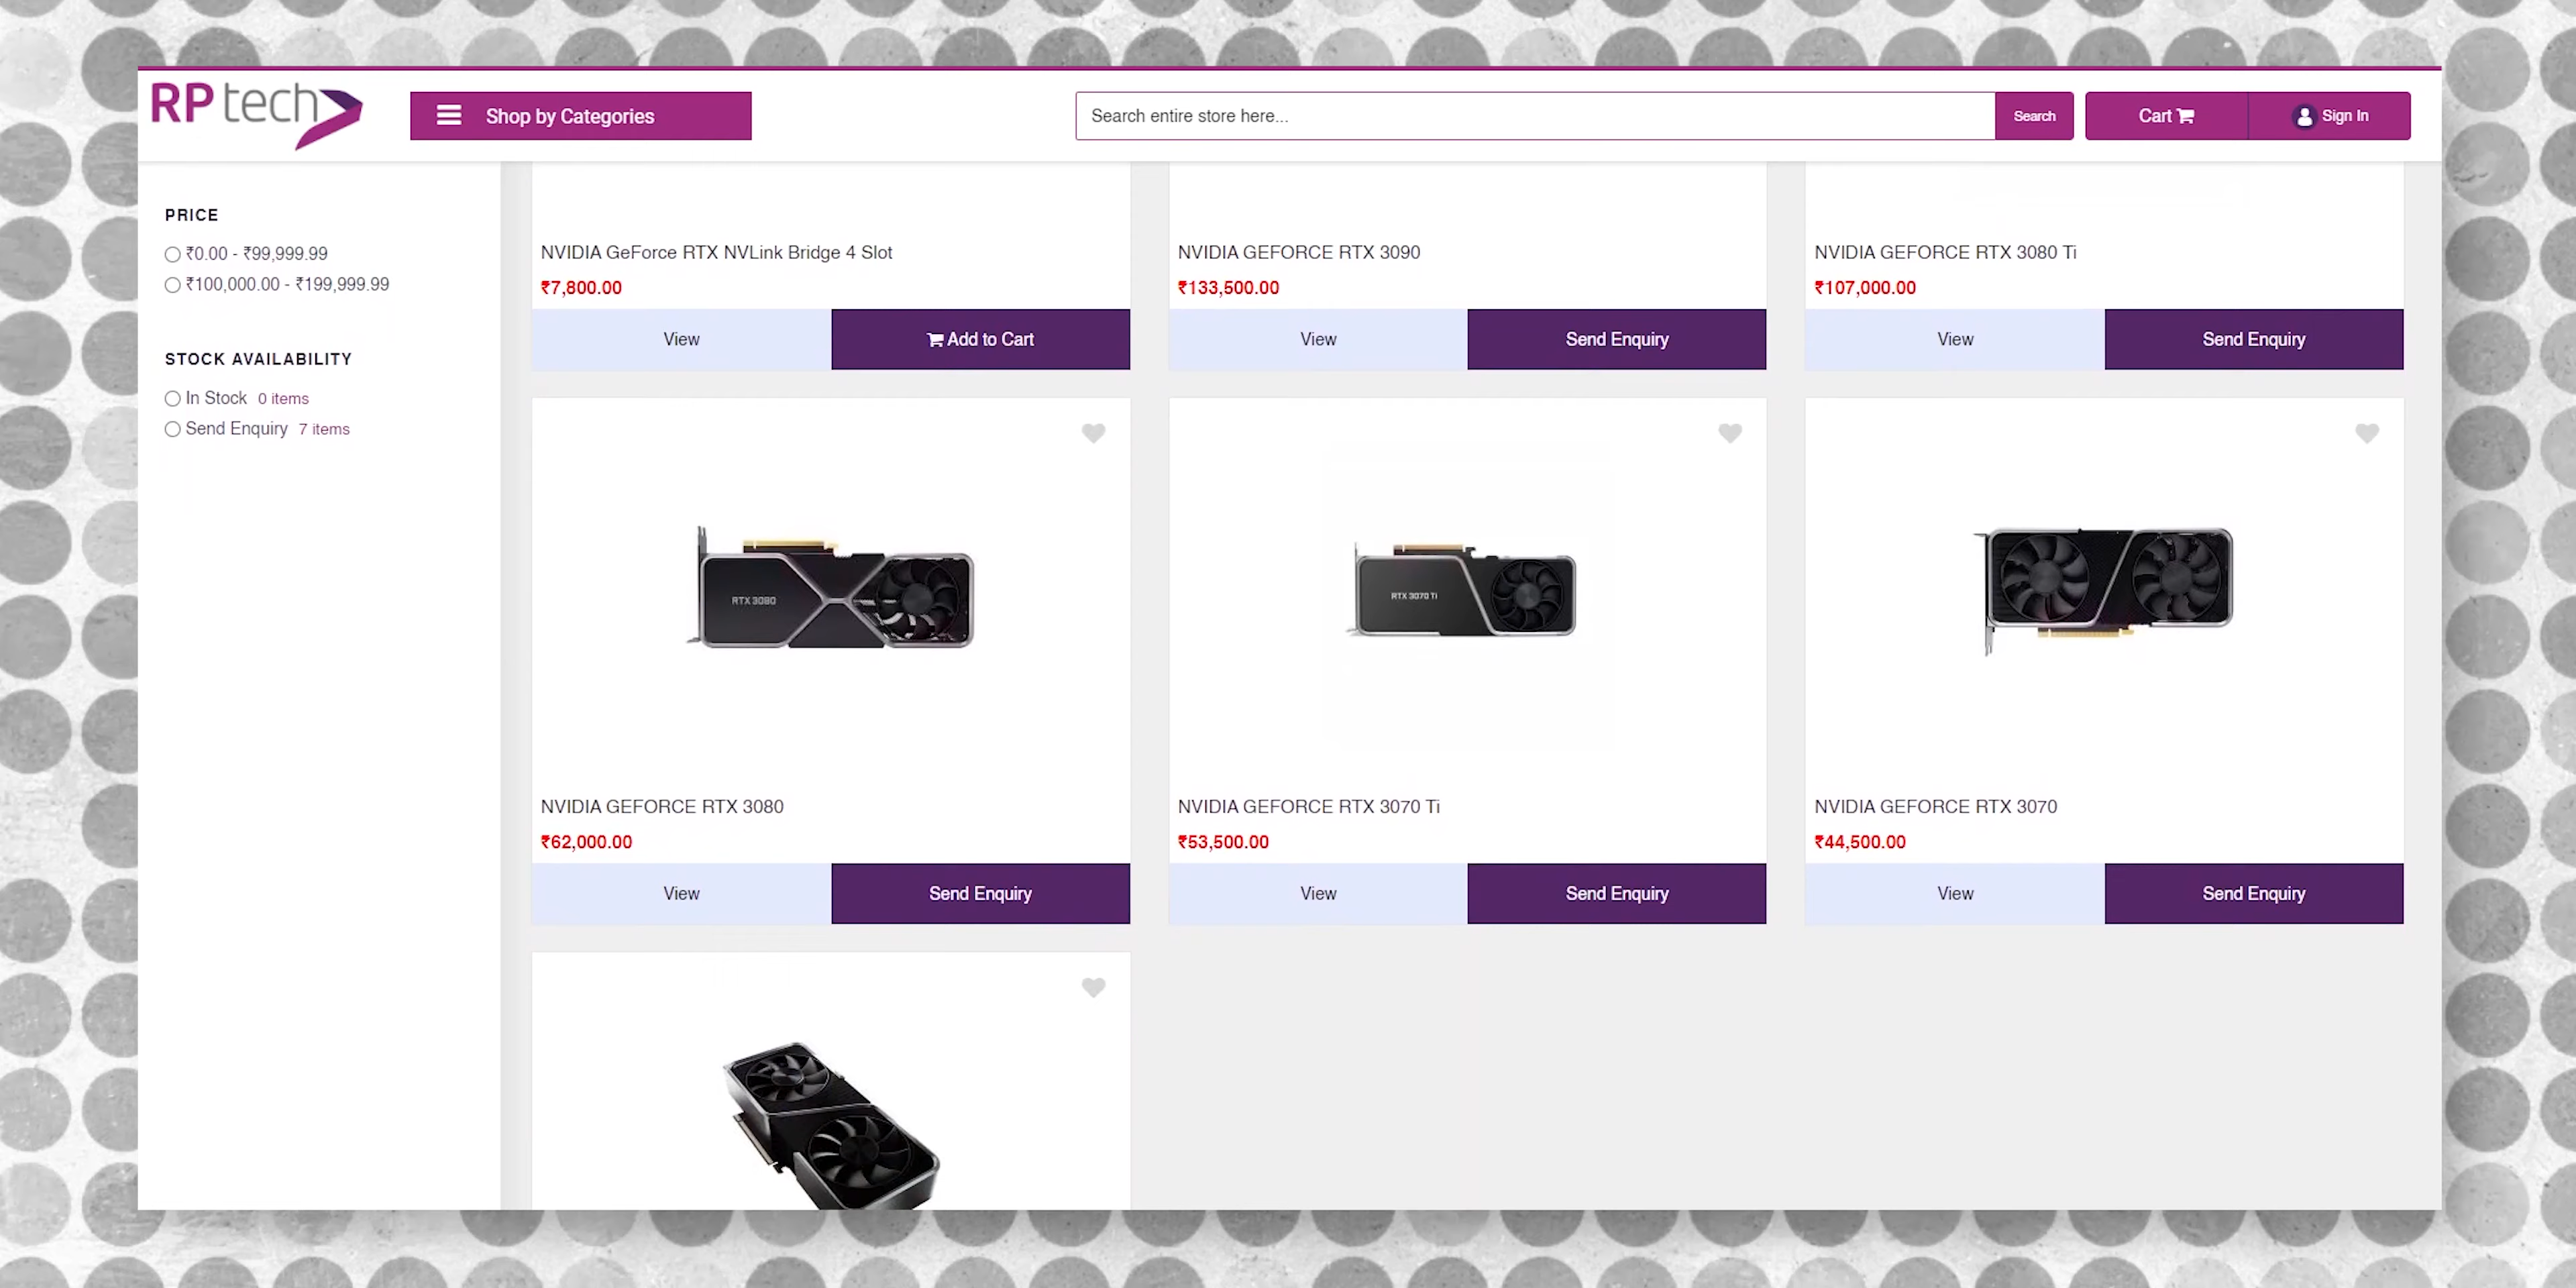 RP tech
Shop by Categories
Search entire store here...
Search
Cart
Sign In
PRICE
₹0.00 - ₹99,999.99
₹100,000.00 - ₹199,999.99
STOCK AVAILABILITY
In Stock 0 items
Send Enquiry 7 items
NVIDIA GeForce RTX NVLink Bridge 4 Slot
₹7,800.00
View
Add to Cart
NVIDIA GEFORCE RTX 3090
₹133,500.00
View
Send Enquiry
NVIDIA GEFORCE RTX 3080 Ti
₹107,000.00
View
Send Enquiry
RTX 3080
NVIDIA GEFORCE RTX 3080
₹62,000.00
View
Send Enquiry
RTX 3070 Ti
NVIDIA GEFORCE RTX 3070 Ti
₹53,500.00
View
Send Enquiry
NVIDIA GEFORCE RTX 3070
₹44,500.00
View
Send Enquiry